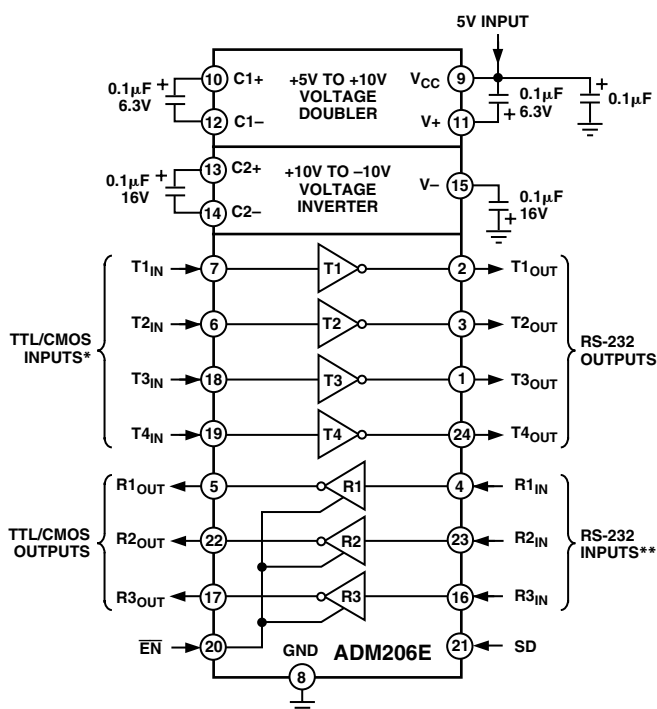 5V INPUT
10 C1+ +5V TO +10V VOLTAGE DOUBLER VCC 9
0.1µF 6.3V +
12 C1– V+ 11
+ 0.1µF 6.3V
+ 0.1µF
13 C2+ +10V TO –10V VOLTAGE INVERTER V– 15
0.1µF 16V +
14 C2–
+ 0.1µF 16V
TTL/CMOS INPUTS*
T1IN 7 T1 2 T1OUT
T2IN 6 T2 3 T2OUT
T3IN 18 T3 1 T3OUT
T4IN 19 T4 24 T4OUT
RS-232 OUTPUTS
TTL/CMOS OUTPUTS
R1OUT 5 R1 4 R1IN
R2OUT 22 R2 23 R2IN
R3OUT 17 R3 16 R3IN
RS-232 INPUTS**
EN 20 21 SD
GND ADM206E
8